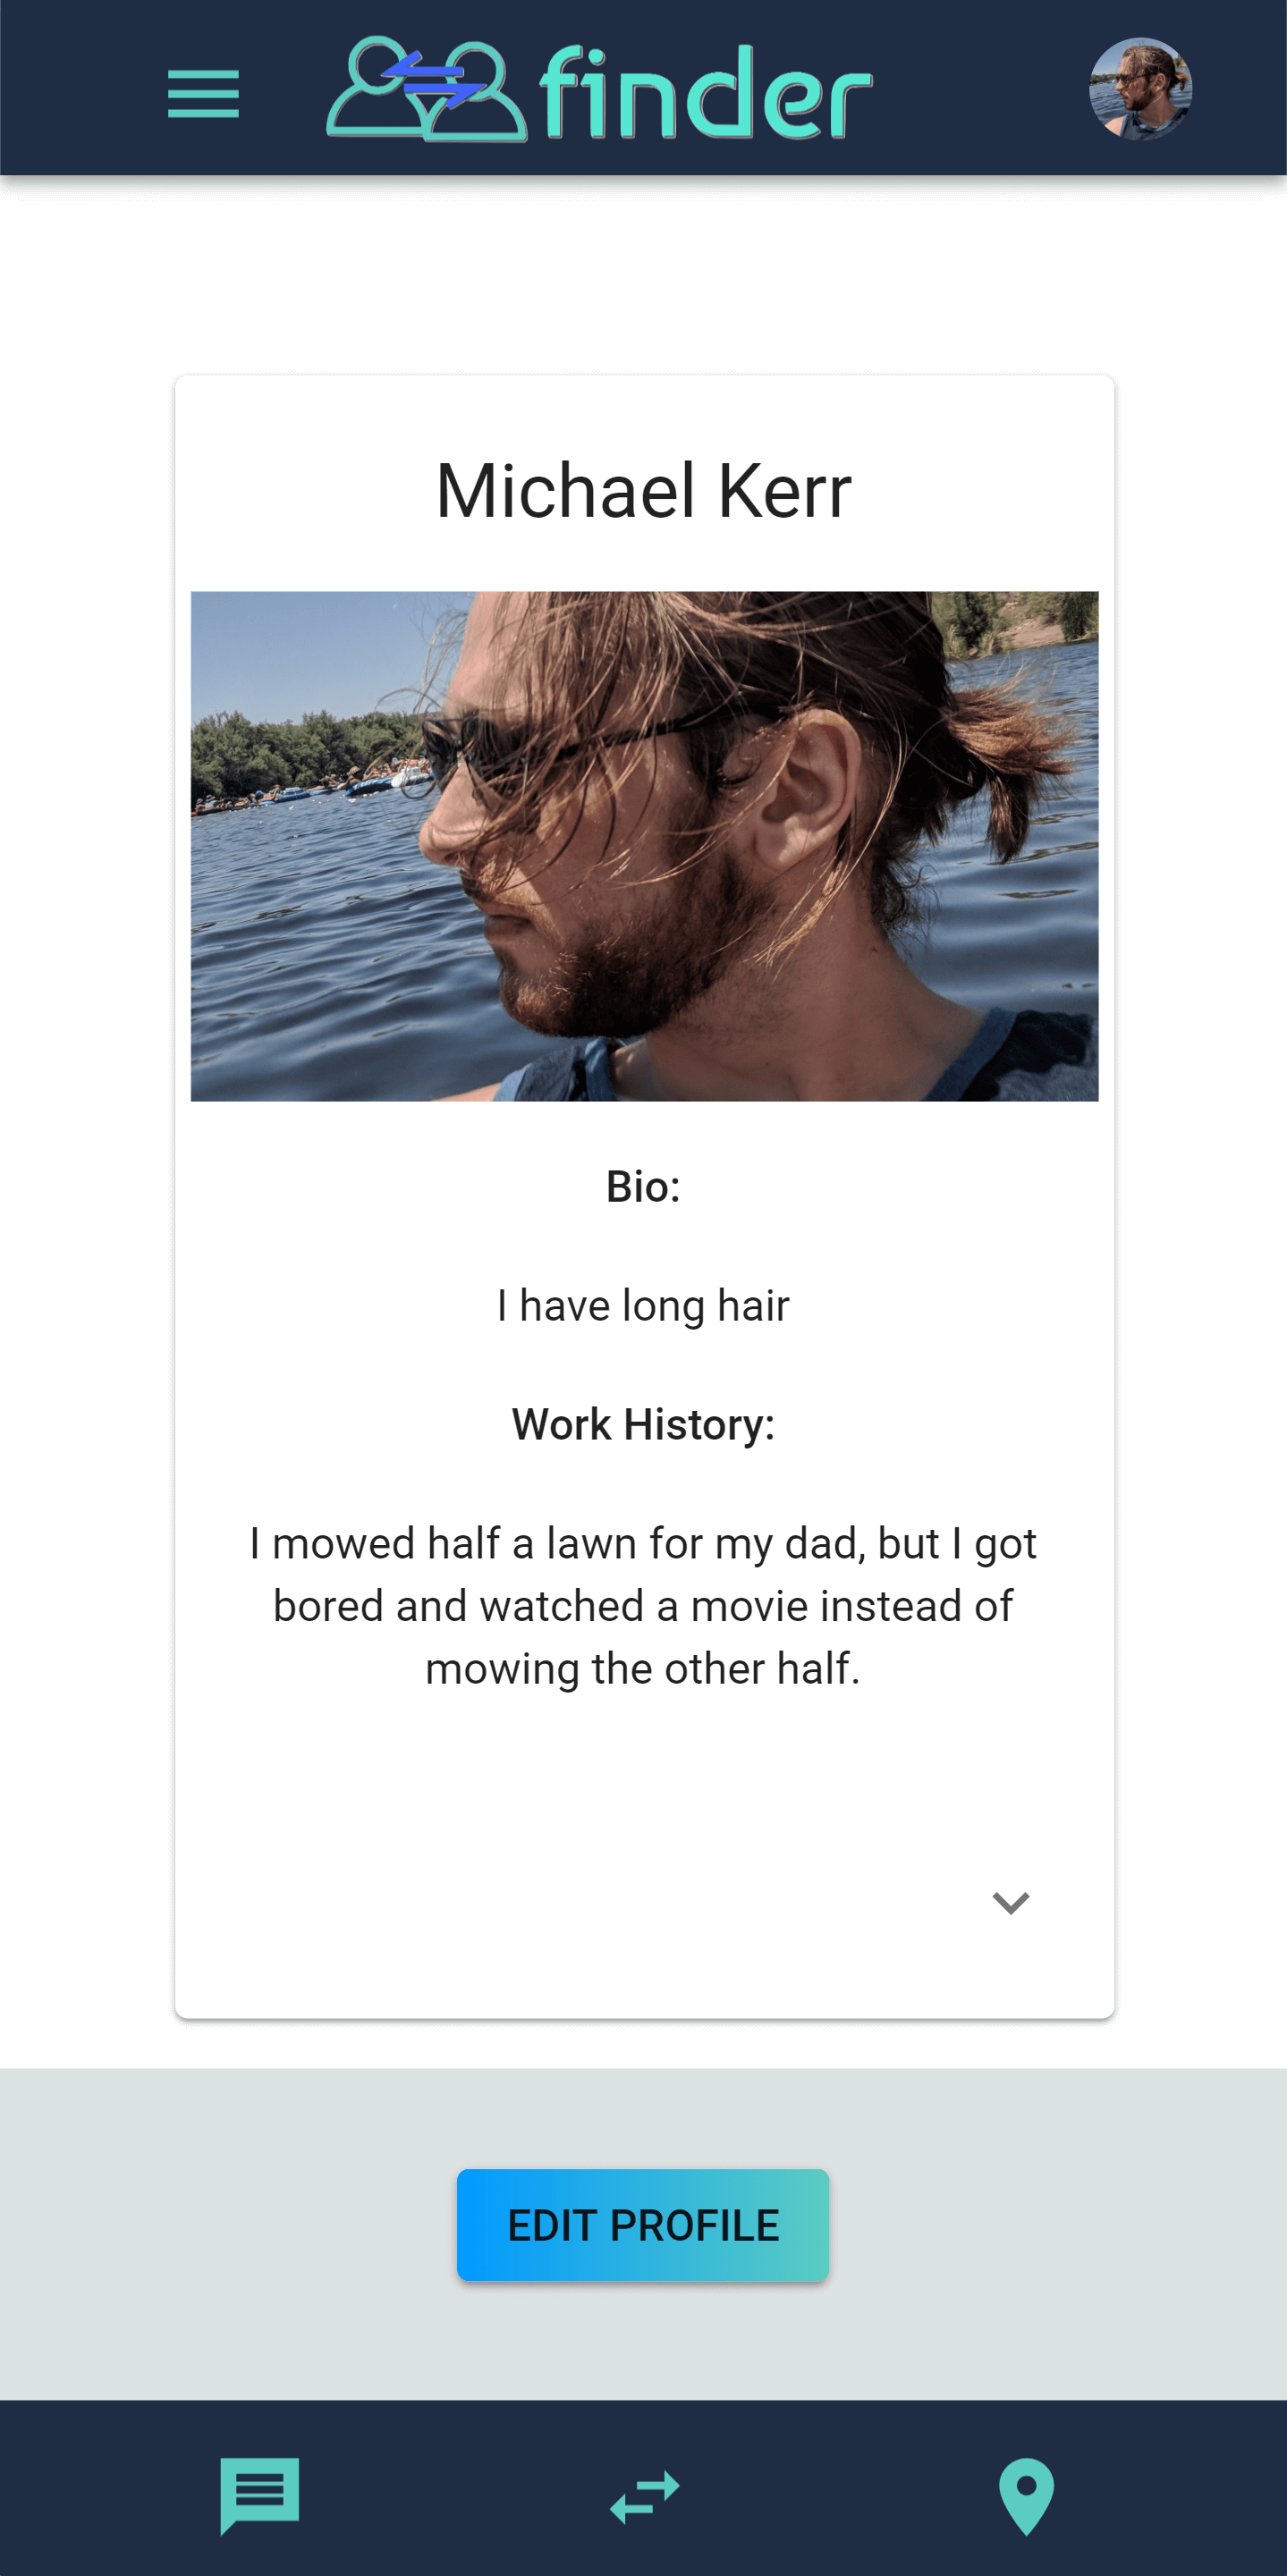 finder
Michael Kerr
Bio:
I have long hair
Work History:
I mowed half a lawn for my dad, but I got
bored and watched a movie instead of
mowing the other half.
EDIT PROFILE